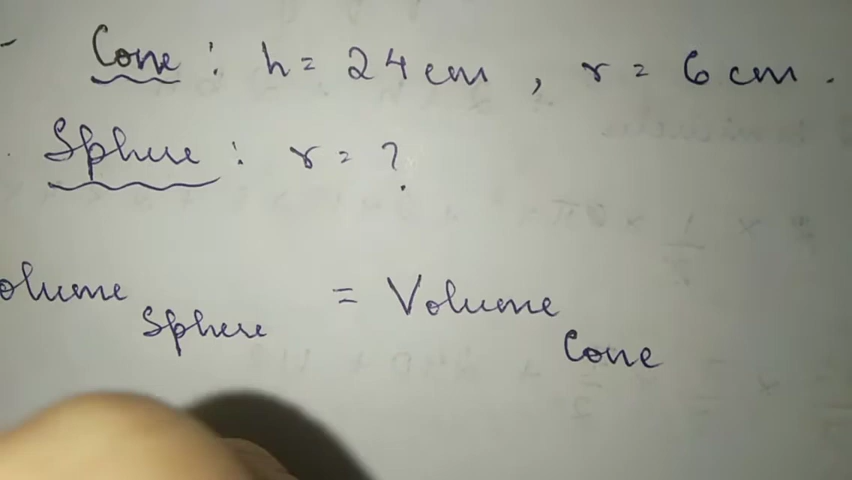 Cone : h = 24 cm , r = 6 cm .
Sphere : r = ?
olume Sphere = Volume Cone